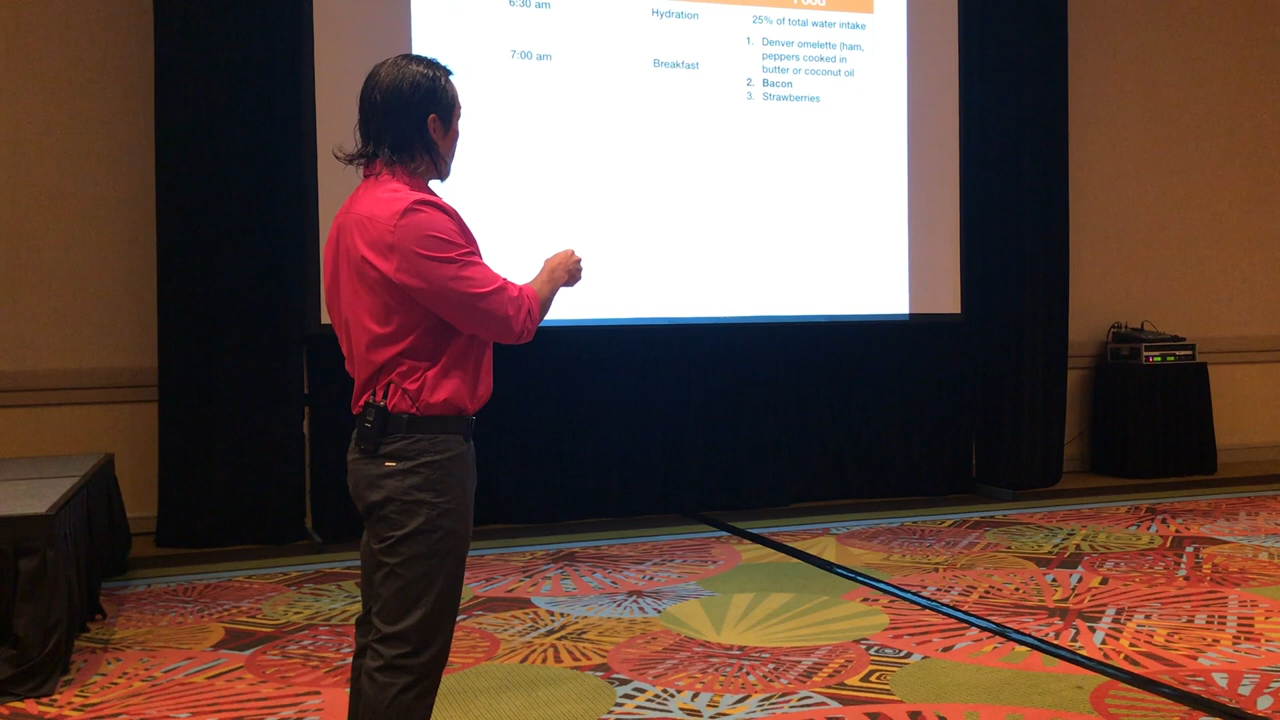 Food
6:30 am Hydration 25% of total water intake
7:00 am Breakfast 1. Denver omelette (ham,
peppers cooked in
butter or coconut oil
2. Bacon
3. Strawberries